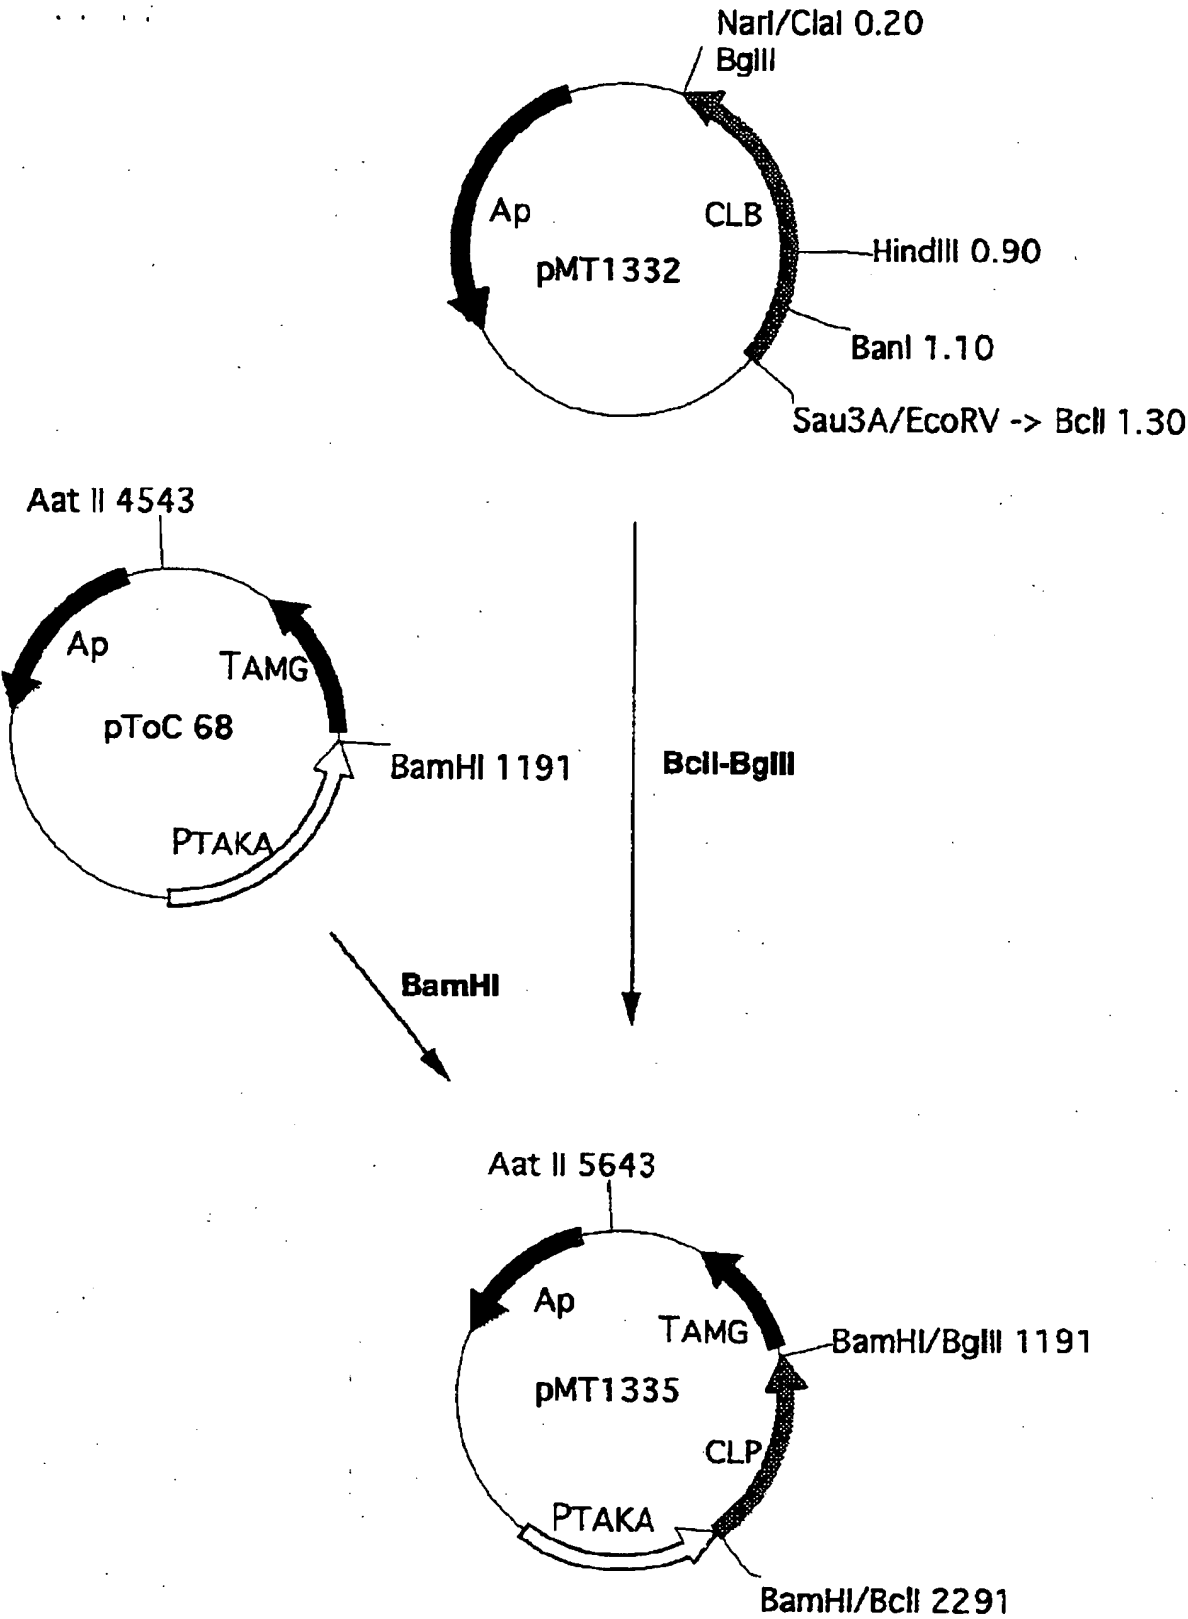 NarI/ClaI 0.20
BglII
Ap
CLB
pMT1332
HindIII 0.90
BanI 1.10
Sau3A/EcoRV -> BclI 1.30
Aat II 4543
Ap
TAMG
pToC 68
BamHI 1191
PTAKA
BclI-BglII
BamHI
Aat II 5643
Ap
TAMG
BamHI/BglII 1191
pMT1335
CLP
PTAKA
BamHI/BclI 2291